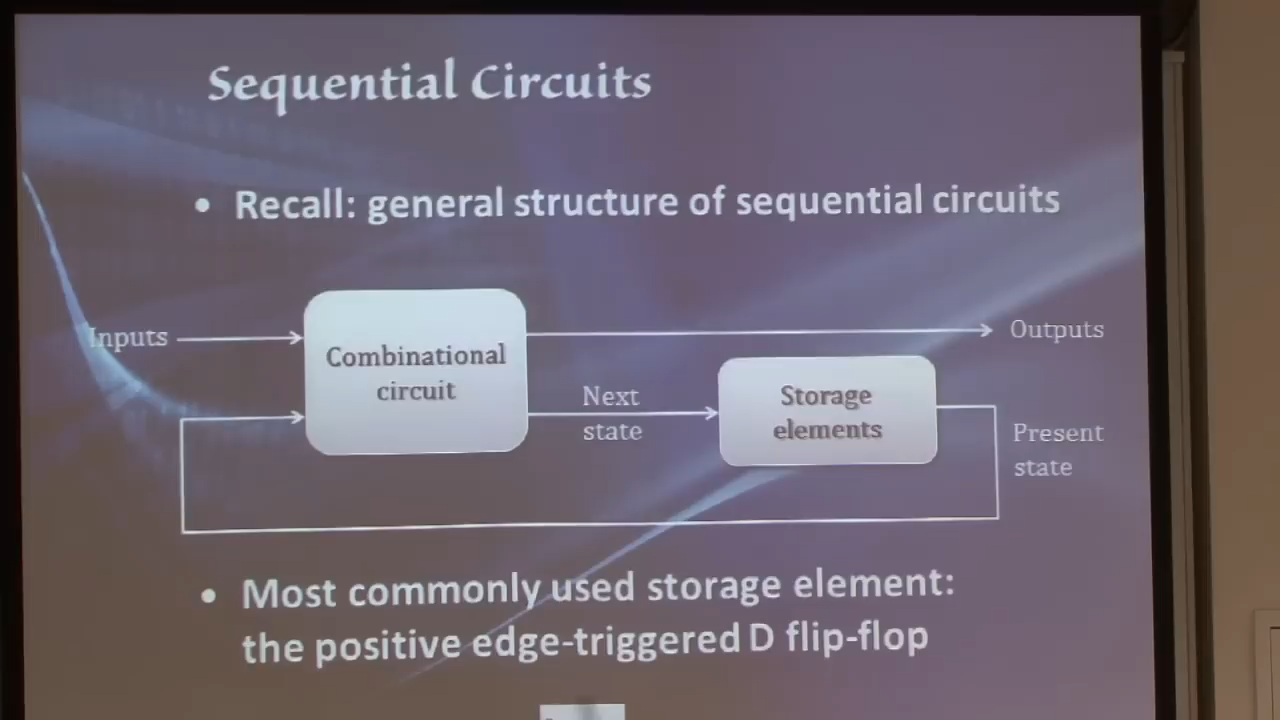 Sequential Circuits
• Recall: general structure of sequential circuits
Inputs
Combinational
circuit
Outputs
Next
state
Storage
elements
Present
state
• Most commonly used storage element:
the positive edge-triggered D flip-flop